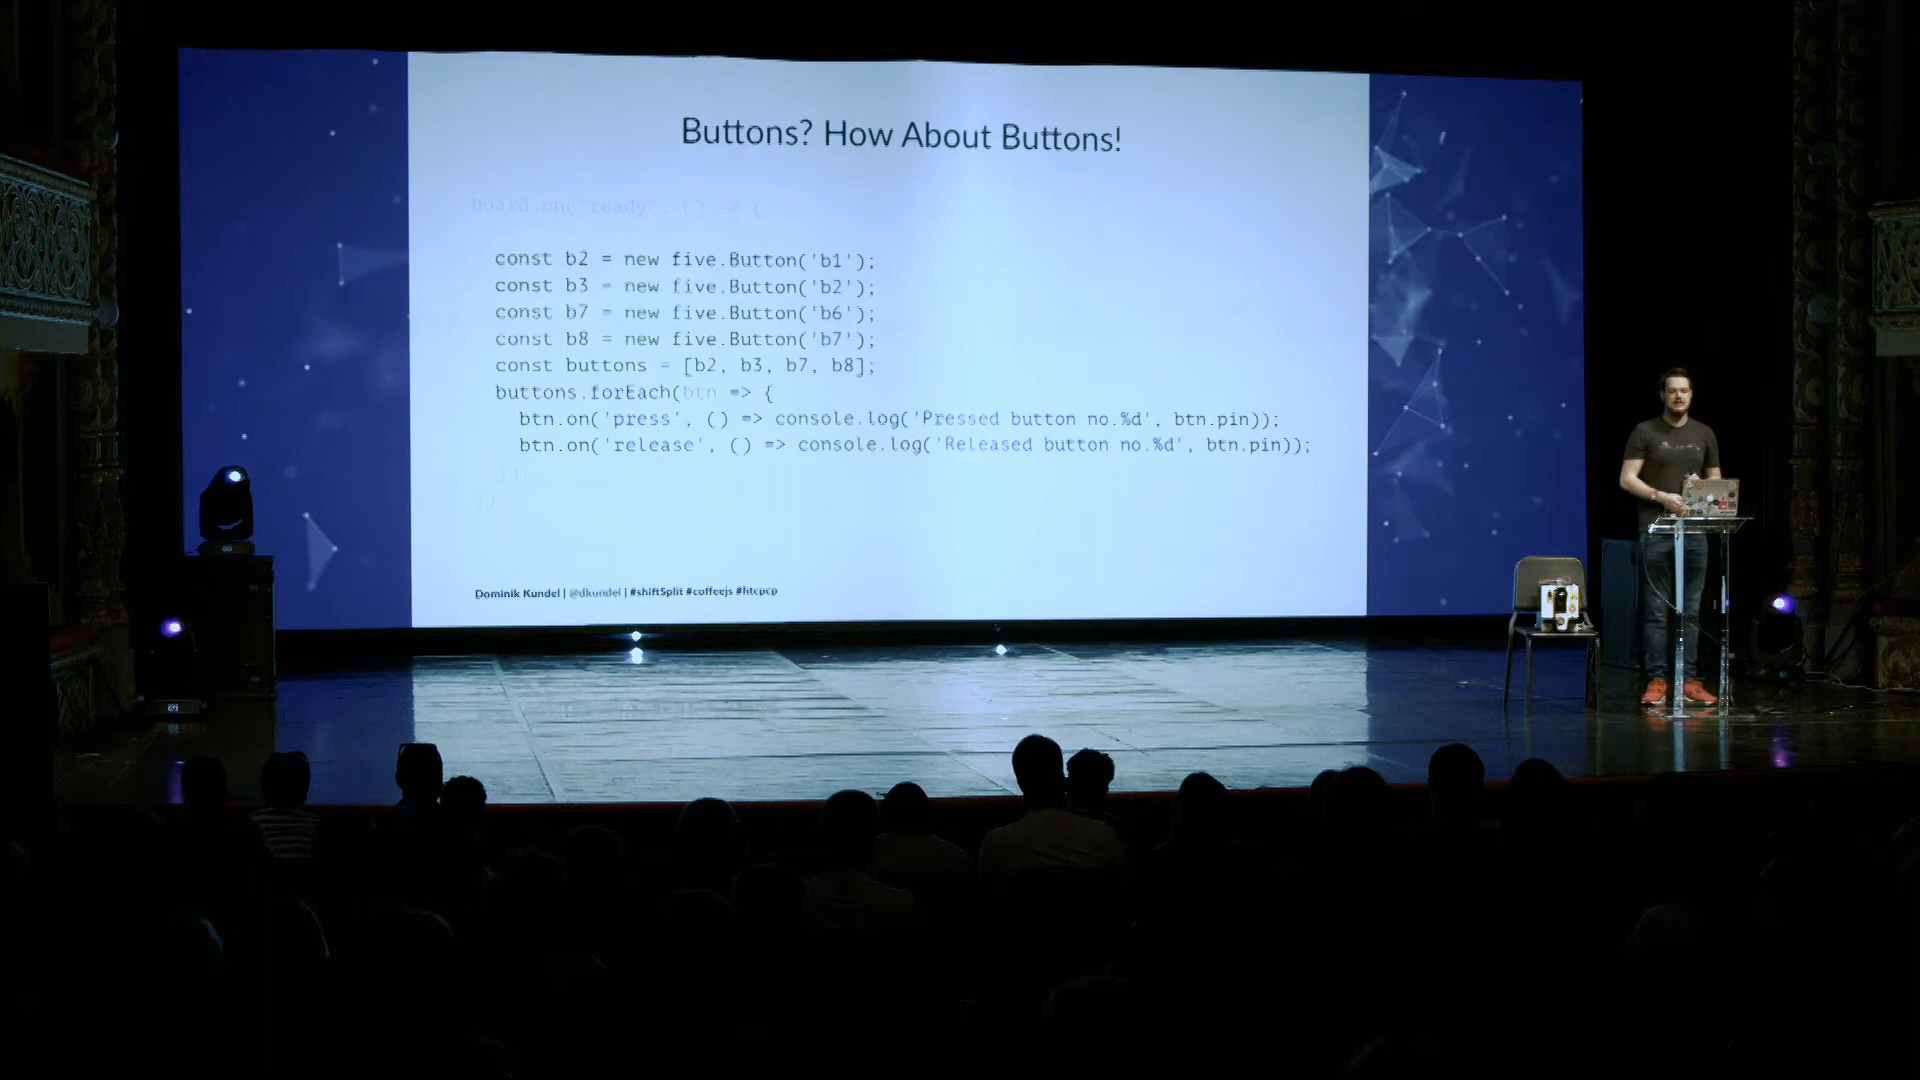 Buttons? How About Buttons!
board.on('ready', () => {
const b2 = new five.Button('b1');
const b3 = new five.Button('b2');
const b7 = new five.Button('b6');
const b8 = new five.Button('b7');
const buttons = [b2, b3, b7, b8];
buttons.forEach(btn => {
btn.on('press', () => console.log('Pressed button no.%d', btn.pin));
btn.on('release', () => console.log('Released button no.%d', btn.pin));
});
});
Dominik Kundel | @dkundel | #shiftSplit #coffeejs #htcpcp